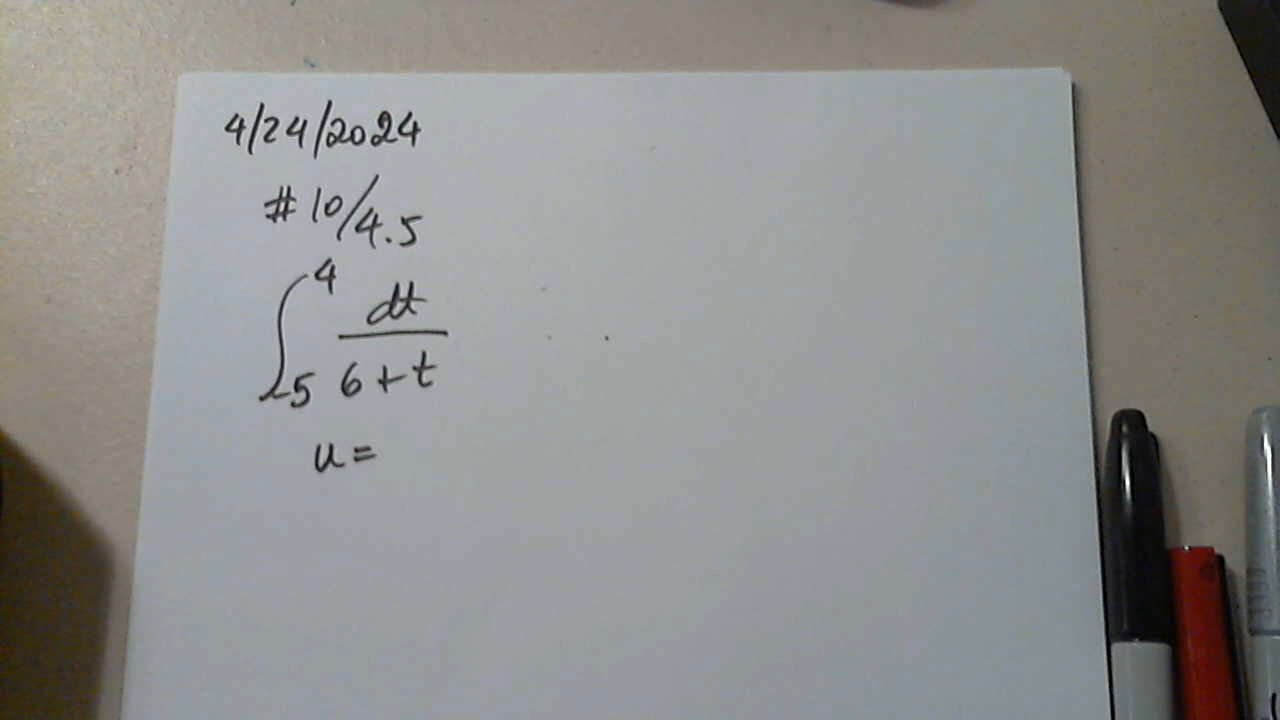 4/24/2024
#10/4.5
∫_{-5}^{4} dt/(6+t)
u=